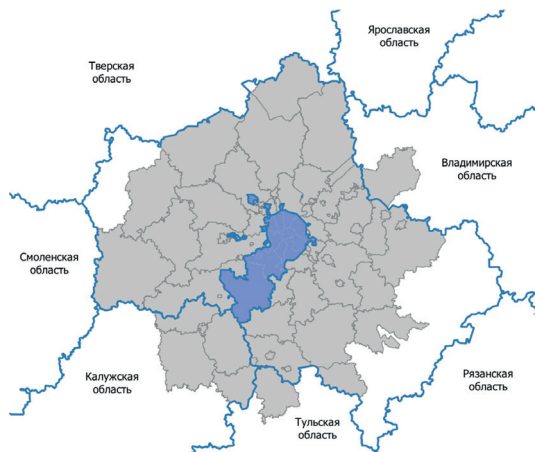 Ярославская
область
Тверская
область
Владимирская
область
Смоленская
область
Калужская
область
Рязанская
область
Тульская
область